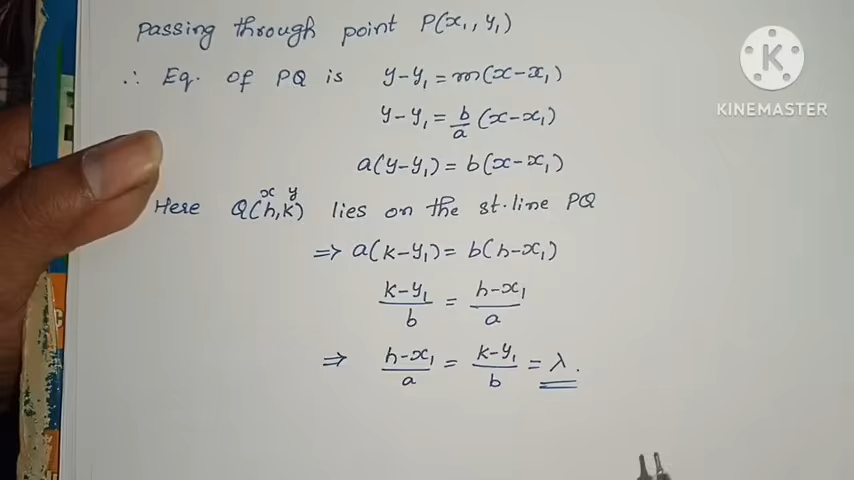 Passing through point P(x₁, y₁)
∴ Eq. of PQ is y-y₁ = m(x-x₁)
y-y₁ = b/a (x-x₁)
a(y-y₁) = b(x-x₁)
x y
Here Q(h,k) lies on the st.line PQ
⇒ a(k-y₁) = b(h-x₁)
(k-y₁)/b = (h-x₁)/a
⇒ (h-x₁)/a = (k-y₁)/b = λ.
K
KINEMASTER